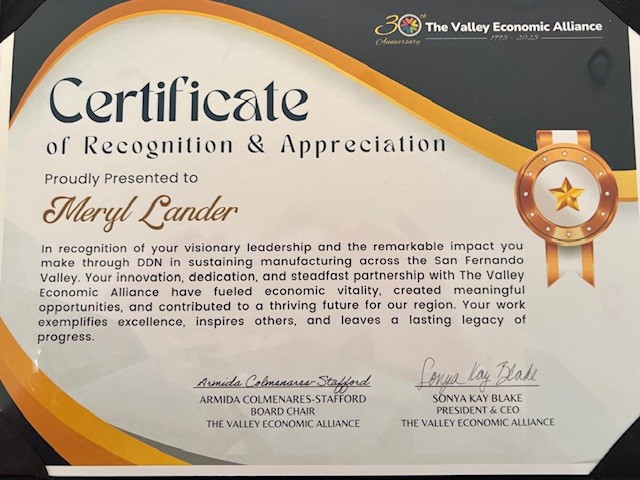 30th
Anniversary
The Valley Economic Alliance
1995 - 2025
Certificate
of Recognition & Appreciation
Proudly Presented to
Meryl Lander
In recognition of your visionary leadership and the remarkable impact you
make through DDN in sustaining manufacturing across the San Fernando
Valley. Your innovation, dedication, and steadfast partnership with The Valley
Economic Alliance have fueled economic vitality, created meaningful
opportunities, and contributed to a thriving future for our region. Your work
exemplifies excellence, inspires others, and leaves a lasting legacy of
progress.
Armida Colmenares-Stafford
ARMIDA COLMENARES-STAFFORD
BOARD CHAIR
THE VALLEY ECONOMIC ALLIANCE
Sonya Kay Blake
SONYA KAY BLAKE
PRESIDENT & CEO
THE VALLEY ECONOMIC ALLIANCE